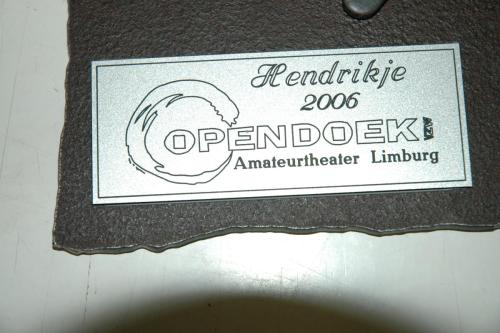 Hendrikje
2006
OPENDOEK
Amateurtheater Limburg